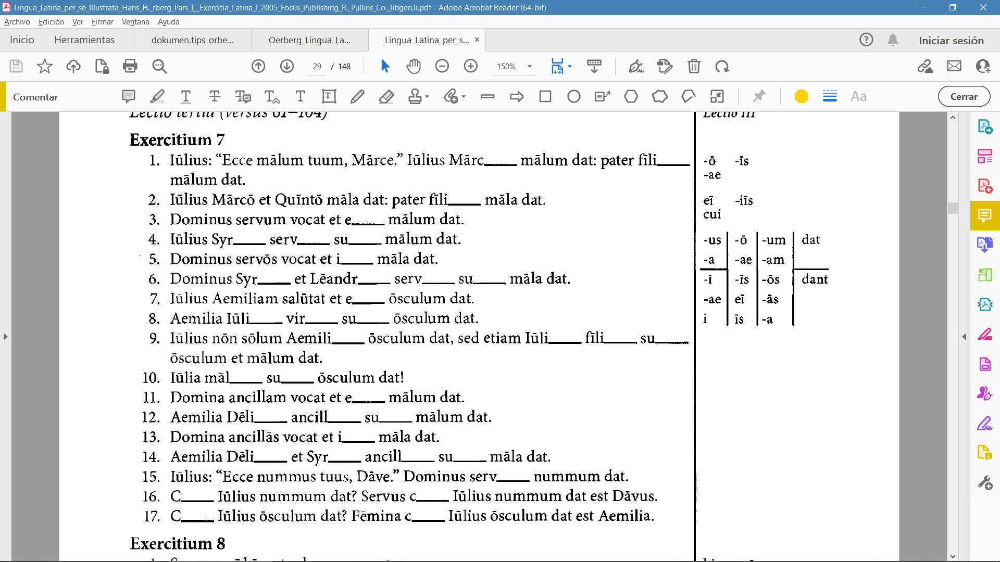 Lingua_Latina_per_se_Illustrata_Hans_H._rberg_Pars_I__Exercitia_Latina_I_2005_Focus_Publishing_R._Pullins_Co._libgen.li.pdf - Adobe Acrobat Reader (64-bit)
Archivo Edición Ver Firmar Ventana Ayuda
Inicio Herramientas dokumen.tips_orbe... Oerberg_Lingua_La... Lingua_Latina_per_s... × Iniciar sesión
29 / 148 150%
Comentar Aa Cerrar
Lectio tertia (versus 61–104) Lectio III
Exercitium 7
1. Iūlius: “Ecce mālum tuum, Mārce.” Iūlius Mārc____ mālum dat: pater fīli____
mālum dat.
2. Iūlius Mārcō et Quīntō māla dat: pater fīli____ māla dat.
3. Dominus servum vocat et e____ mālum dat.
4. Iūlius Syr____ serv____ su____ mālum dat.
5. Dominus servōs vocat et i____ māla dat.
6. Dominus Syr____ et Lēandr____ serv____ su____ māla dat.
7. Iūlius Aemiliam salūtat et e____ ōsculum dat.
8. Aemilia Iūli____ vir____ su____ ōsculum dat.
9. Iūlius nōn sōlum Aemili____ ōsculum dat, sed etiam Iūli____ fīli____ su____
ōsculum et mālum dat.
10. Iūlia māl____ su____ ōsculum dat!
11. Domina ancillam vocat et e____ mālum dat.
12. Aemilia Dēli____ ancill____ su____ mālum dat.
13. Domina ancillās vocat et i____ māla dat.
14. Aemilia Dēli____ et Syr____ ancill____ su____ māla dat.
15. Iūlius: “Ecce nummus tuus, Dāve.” Dominus serv____ nummum dat.
16. C____ Iūlius nummum dat? Servus c____ Iūlius nummum dat est Dāvus.
17. C____ Iūlius ōsculum dat? Fēmina c____ Iūlius ōsculum dat est Aemilia.
Exercitium 8
-ō -īs
-ae
eī -iīs
cui
-us -ō -um dat
-a -ae -am
-ī -īs -ōs dant
-ae eī -ās
i īs -a